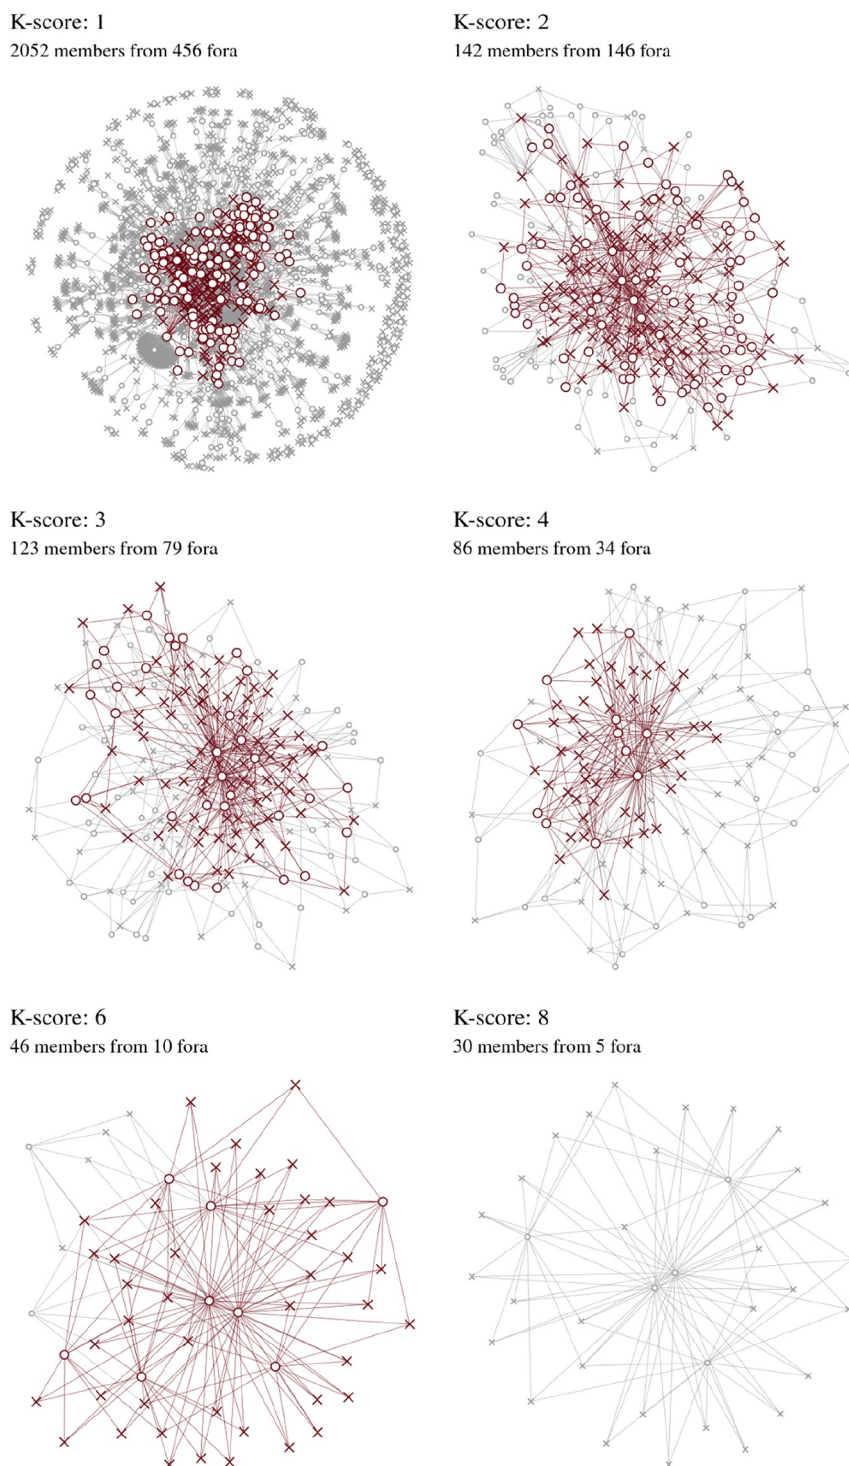 K-score: 1
2052 members from 456 fora
K-score: 2
142 members from 146 fora
K-score: 3
123 members from 79 fora
K-score: 4
86 members from 34 fora
K-score: 6
46 members from 10 fora
K-score: 8
30 members from 5 fora